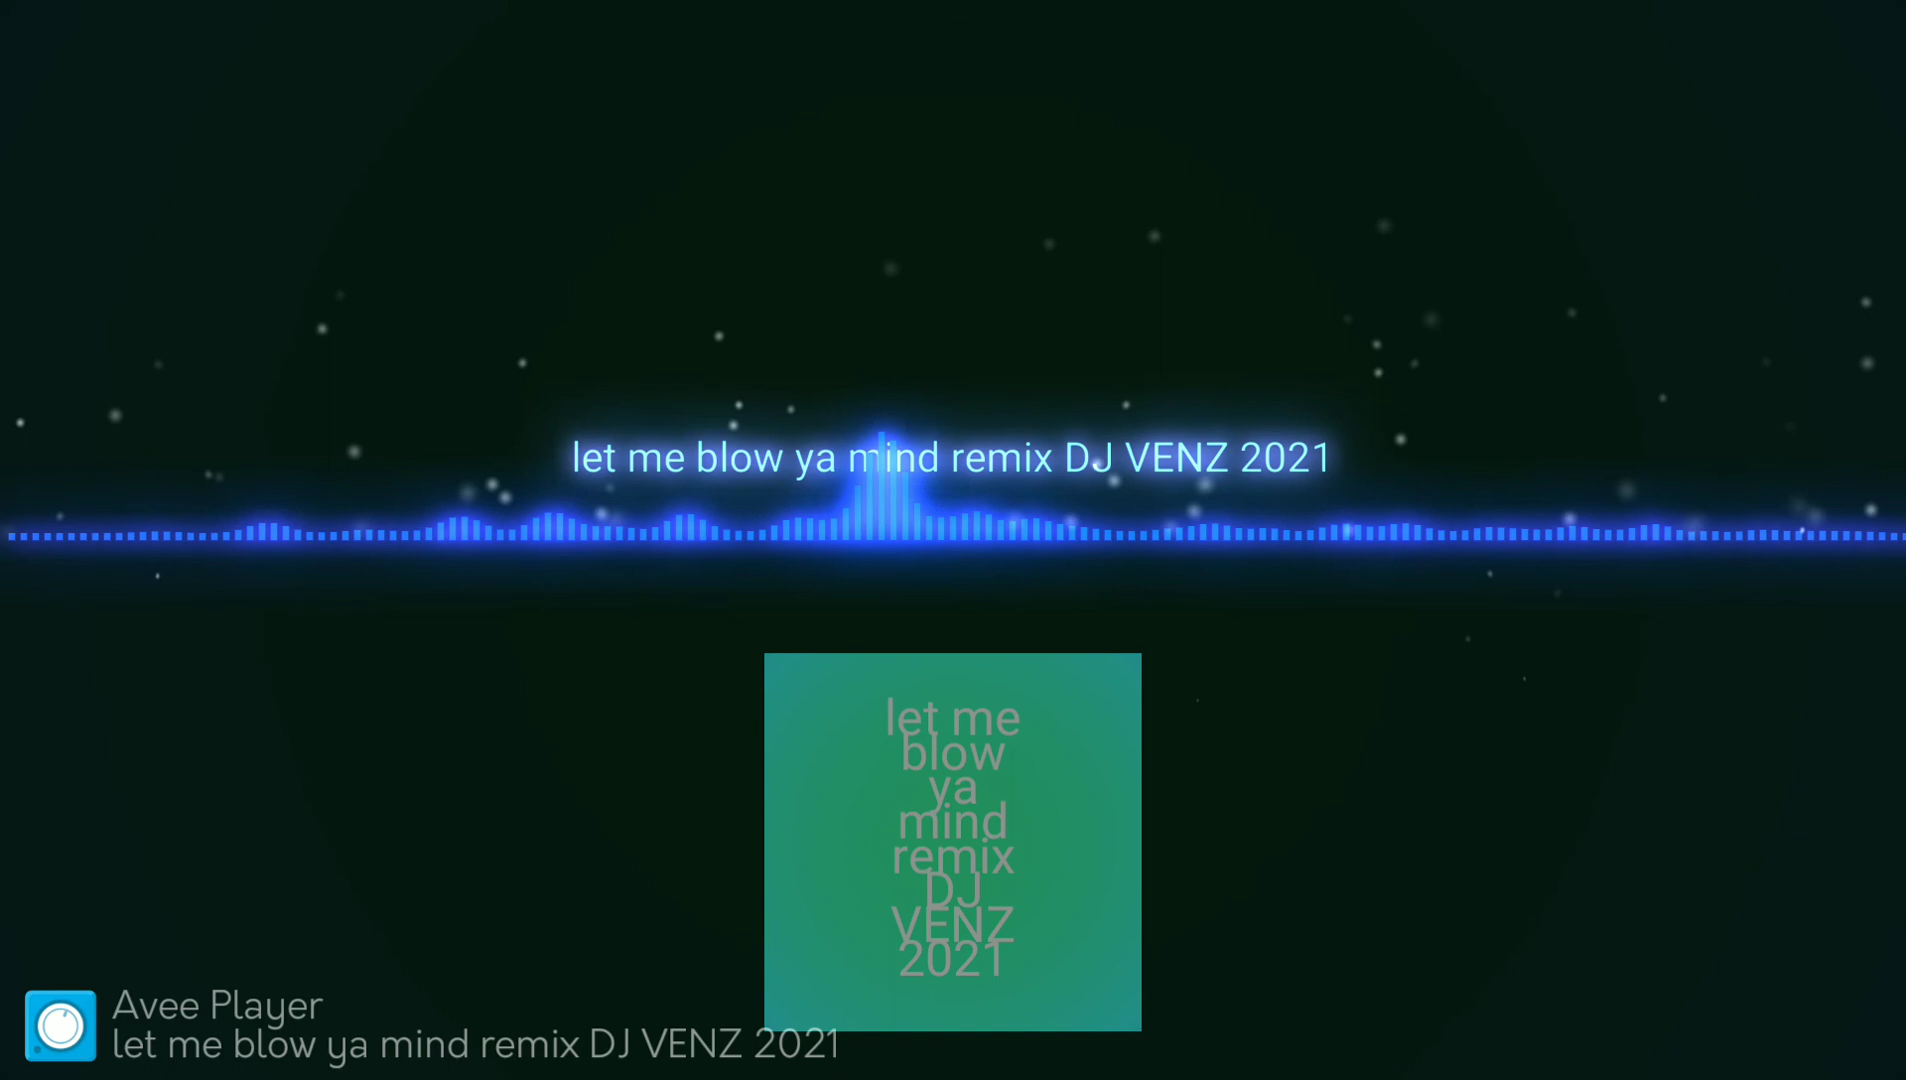 let me blow ya mind remix DJ VENZ 2021
let me
blow
ya
mind
remix
DJ
VENZ
2021
Avee Player
let me blow ya mind remix DJ VENZ 2021